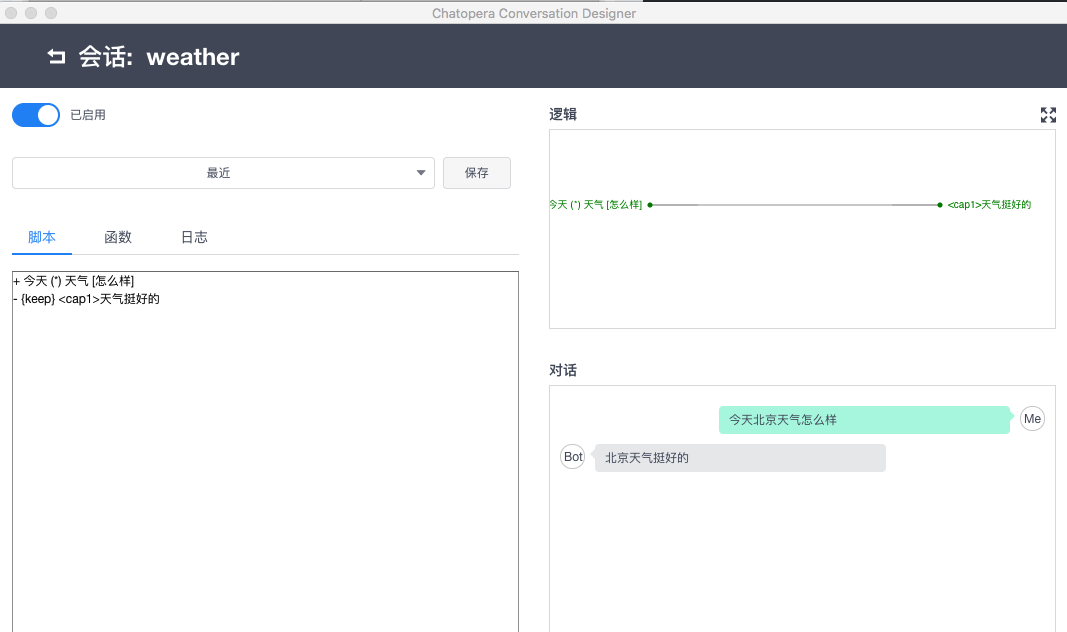 Chatopera Conversation Designer
会话: weather
已启用
最近
保存
脚本
函数
日志
+ 今天 (*) 天气 [怎么样]
- {keep} <cap1>天气挺好的
逻辑
今天 (*) 天气 [怎么样]
<cap1>天气挺好的
对话
今天北京天气怎么样
Me
Bot
北京天气挺好的